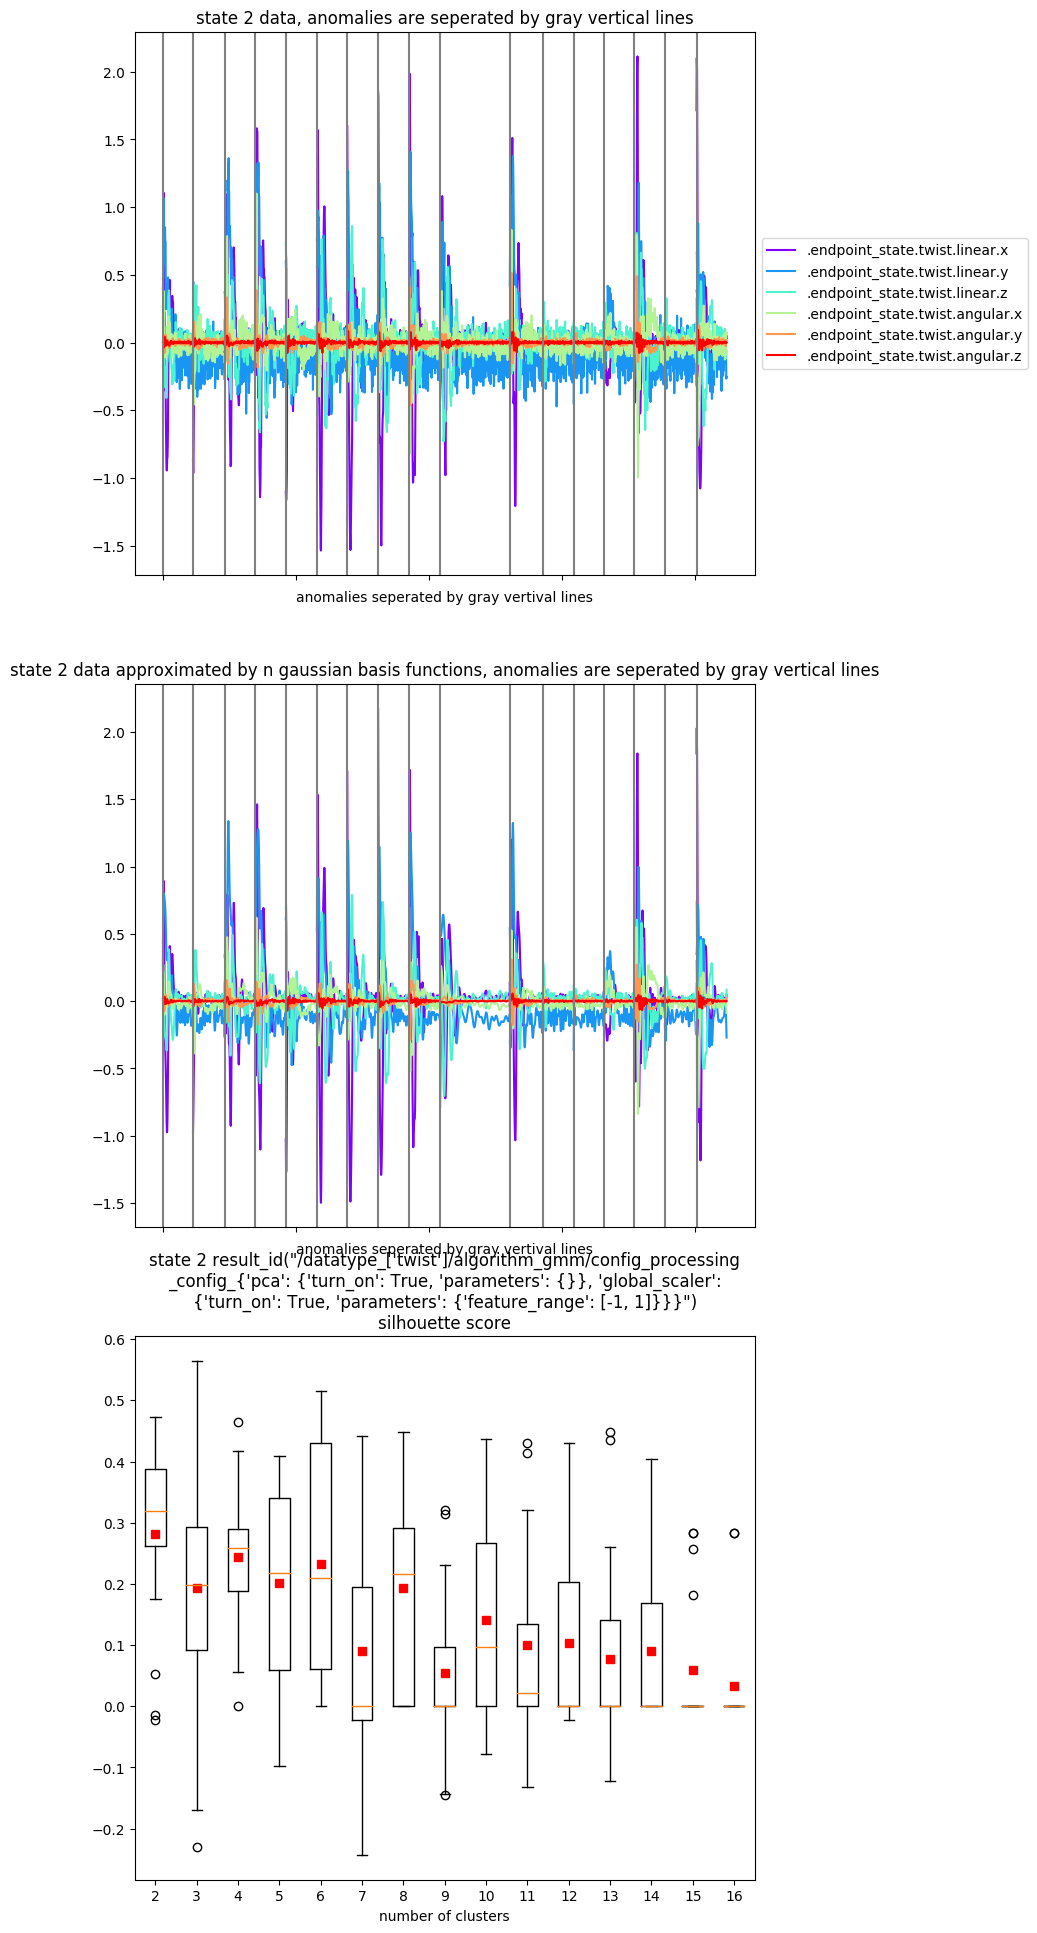 state 2 data, anomalies are seperated by gray vertical lines
2.0
1.5
1.0
0.5
0.0
−0.5
−1.0
−1.5
.endpoint_state.twist.linear.x
.endpoint_state.twist.linear.y
.endpoint_state.twist.linear.z
.endpoint_state.twist.angular.x
.endpoint_state.twist.angular.y
.endpoint_state.twist.angular.z
anomalies seperated by gray vertival lines
state 2 data approximated by n gaussian basis functions, anomalies are seperated by gray vertical lines
2.0
1.5
1.0
0.5
0.0
−0.5
−1.0
−1.5
anomalies seperated by gray vertival lines
state 2 result_id("/datatype_['twist']/algorithm_gmm/config_processing
_config_{'pca': {'turn_on': True, 'parameters': {}}, 'global_scaler':
{'turn_on': True, 'parameters': {'feature_range': [-1, 1]}}}")
silhouette score
0.6
0.5
0.4
0.3
0.2
0.1
0.0
−0.1
−0.2
2 3 4 5 6 7 8 9 10 11 12 13 14 15 16
number of clusters